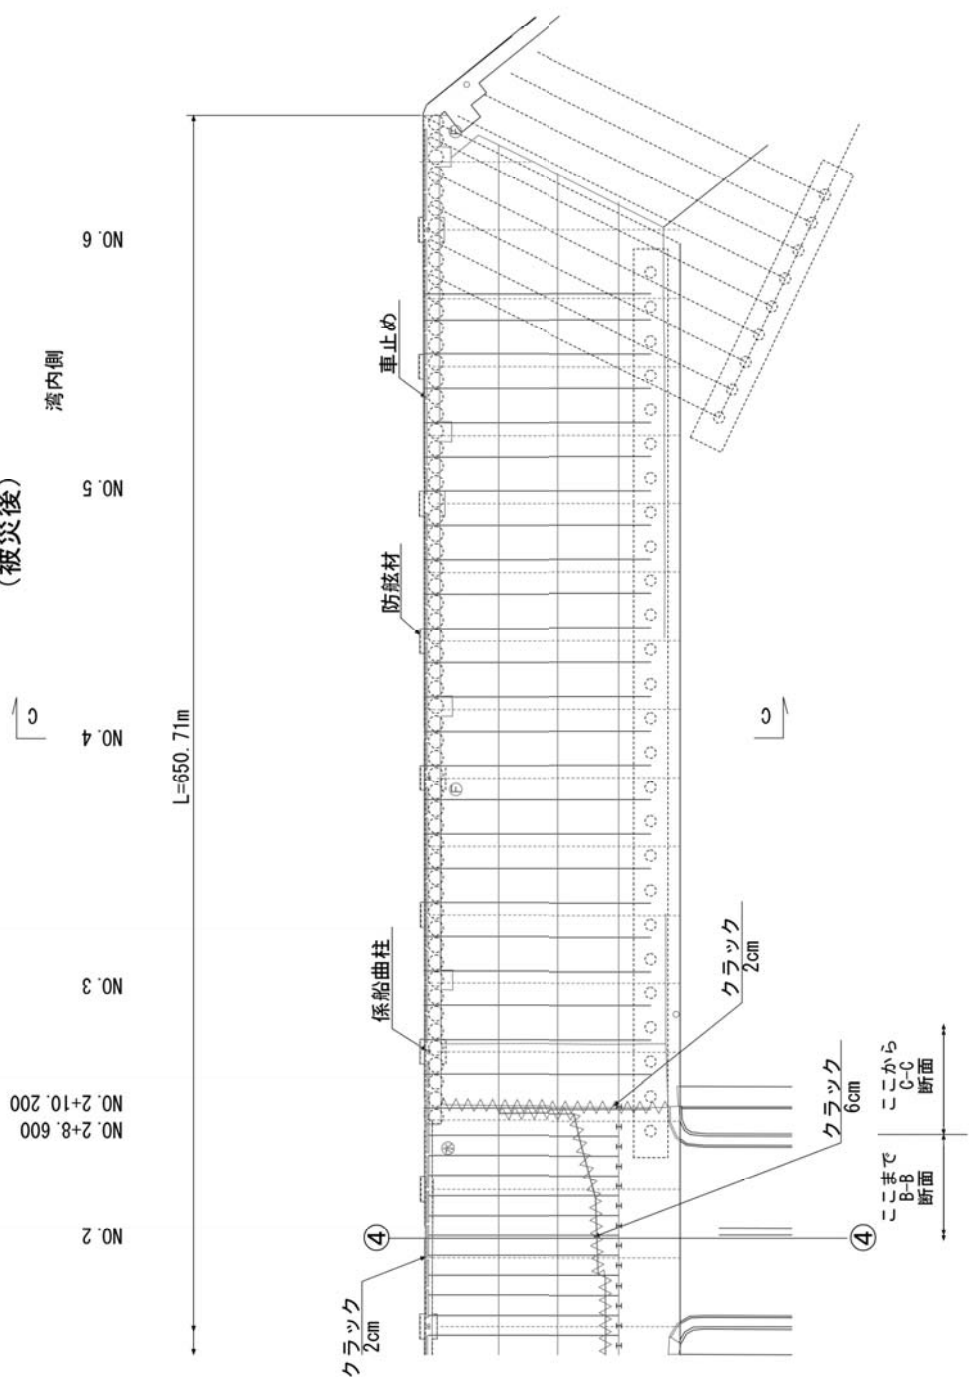 (被災後)
湾内側
NO.6
NO.5
NO.4
NO.3
NO.2+10.200
NO.2+8.600
NO.2
C
C
L=650.71m
車止め
防舷材
係船曲柱
クラック
2cm
クラック
6cm
クラック
2cm
④
④
F
ここから
C-C
断面
ここまで
B-B
断面